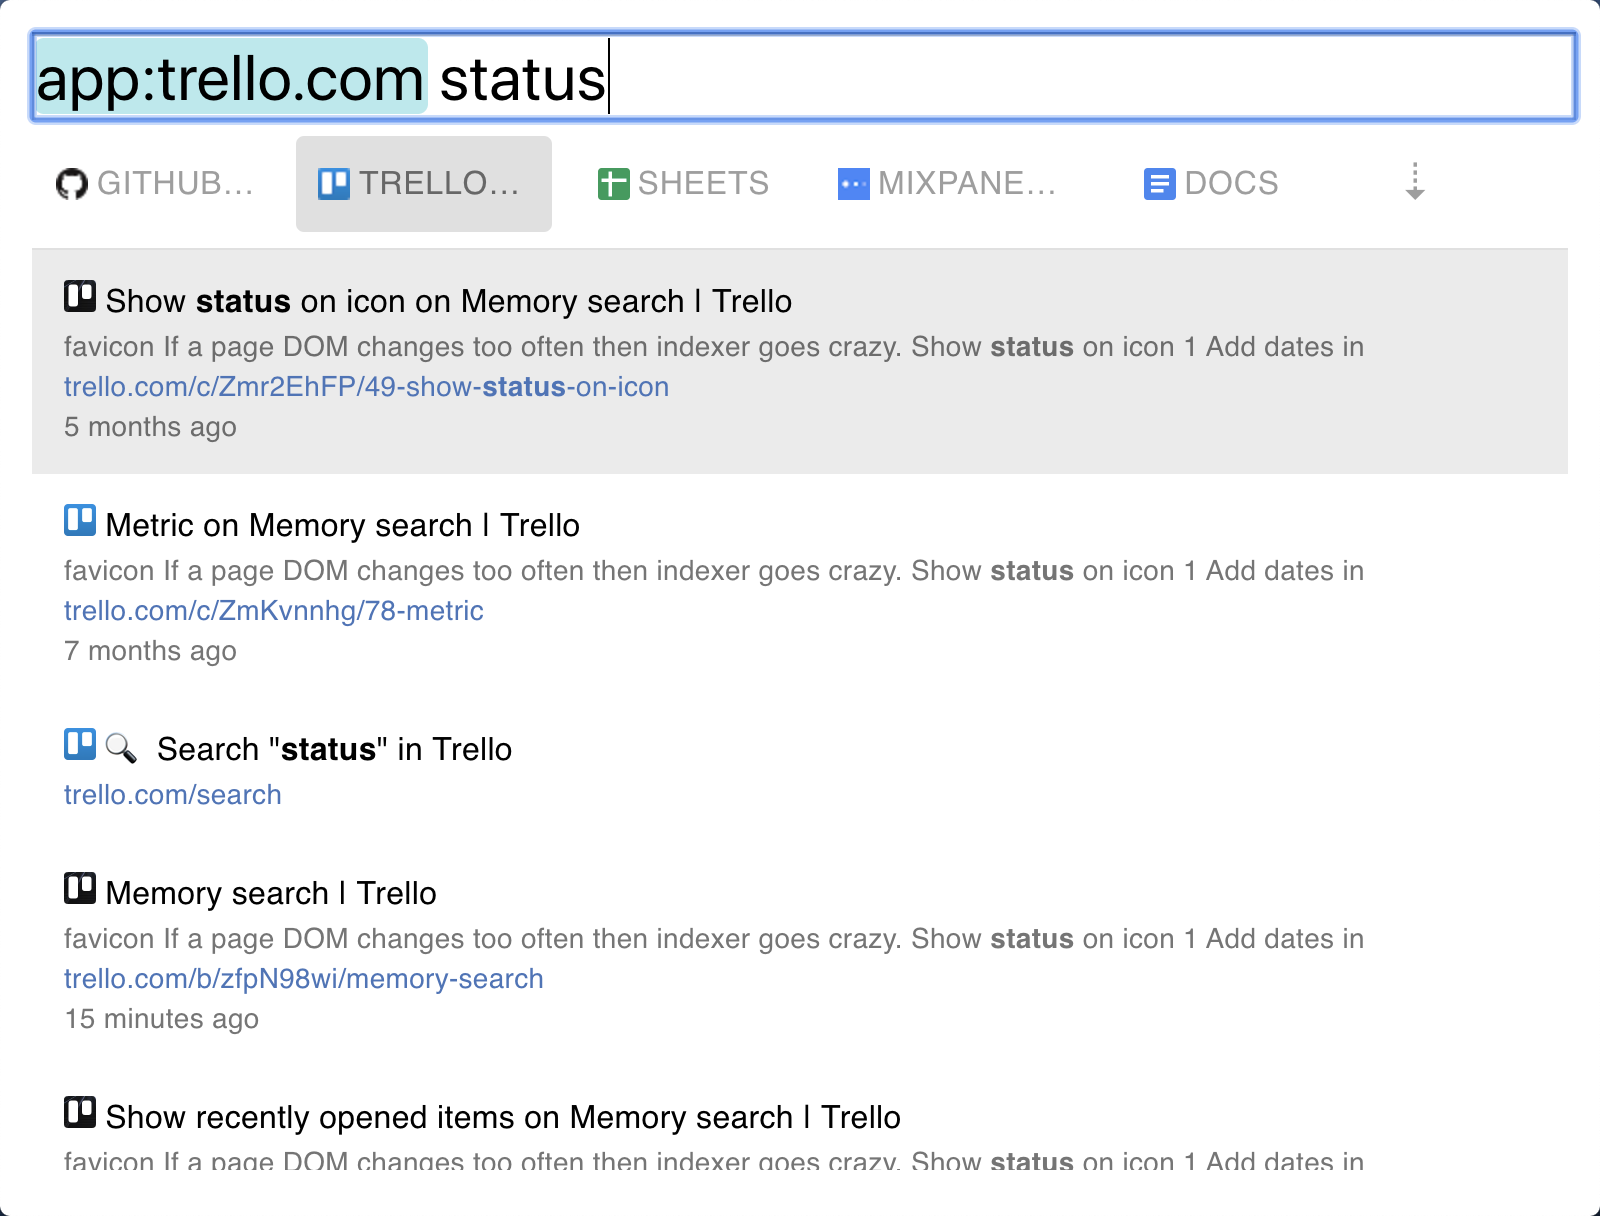 app:trello.com status
GITHUB... TRELLO... SHEETS MIXPANE... DOCS
Show status on icon on Memory search | Trello
favicon If a page DOM changes too often then indexer goes crazy. Show status on icon 1 Add dates in
trello.com/c/Zmr2EhFP/49-show-status-on-icon
5 months ago
Metric on Memory search | Trello
favicon If a page DOM changes too often then indexer goes crazy. Show status on icon 1 Add dates in
trello.com/c/ZmKvnnhg/78-metric
7 months ago
Search "status" in Trello
trello.com/search
Memory search | Trello
favicon If a page DOM changes too often then indexer goes crazy. Show status on icon 1 Add dates in
trello.com/b/zfpN98wi/memory-search
15 minutes ago
Show recently opened items on Memory search | Trello
favicon If a page DOM changes too often then indexer goes crazy. Show status on icon 1 Add dates in